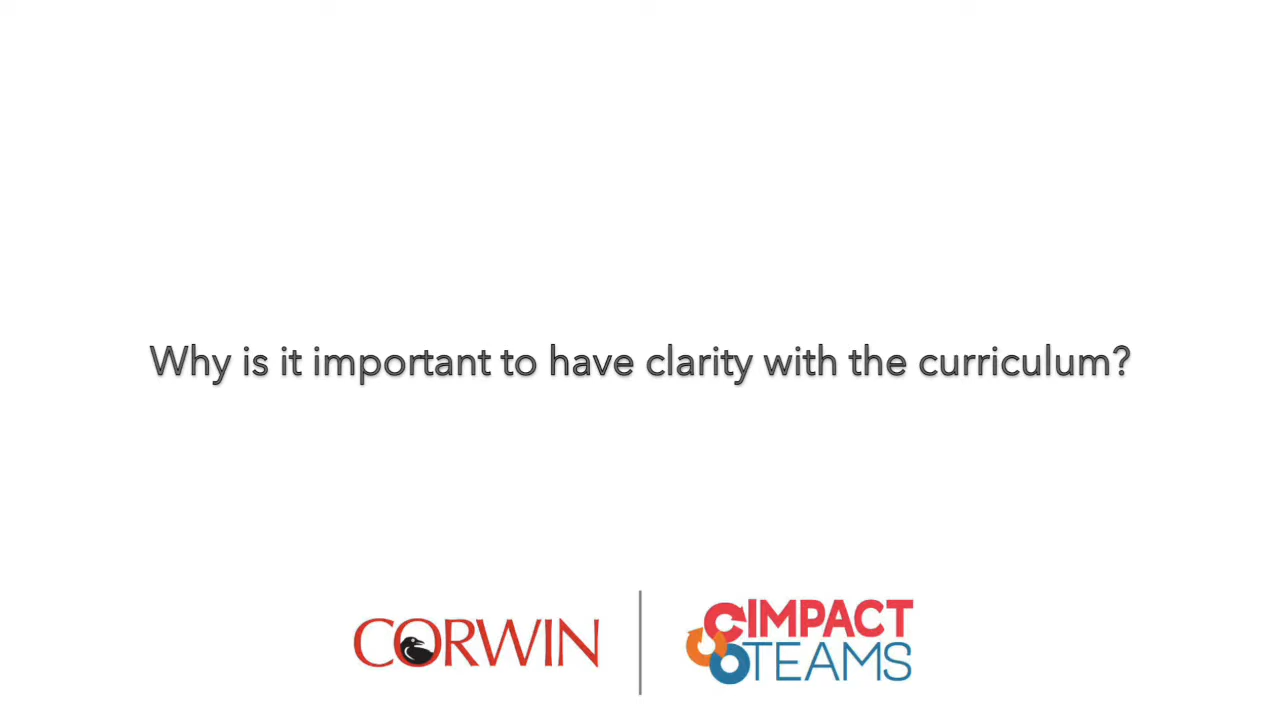 Why is it important to have clarity with the curriculum?
CORWIN
IMPACT
TEAMS